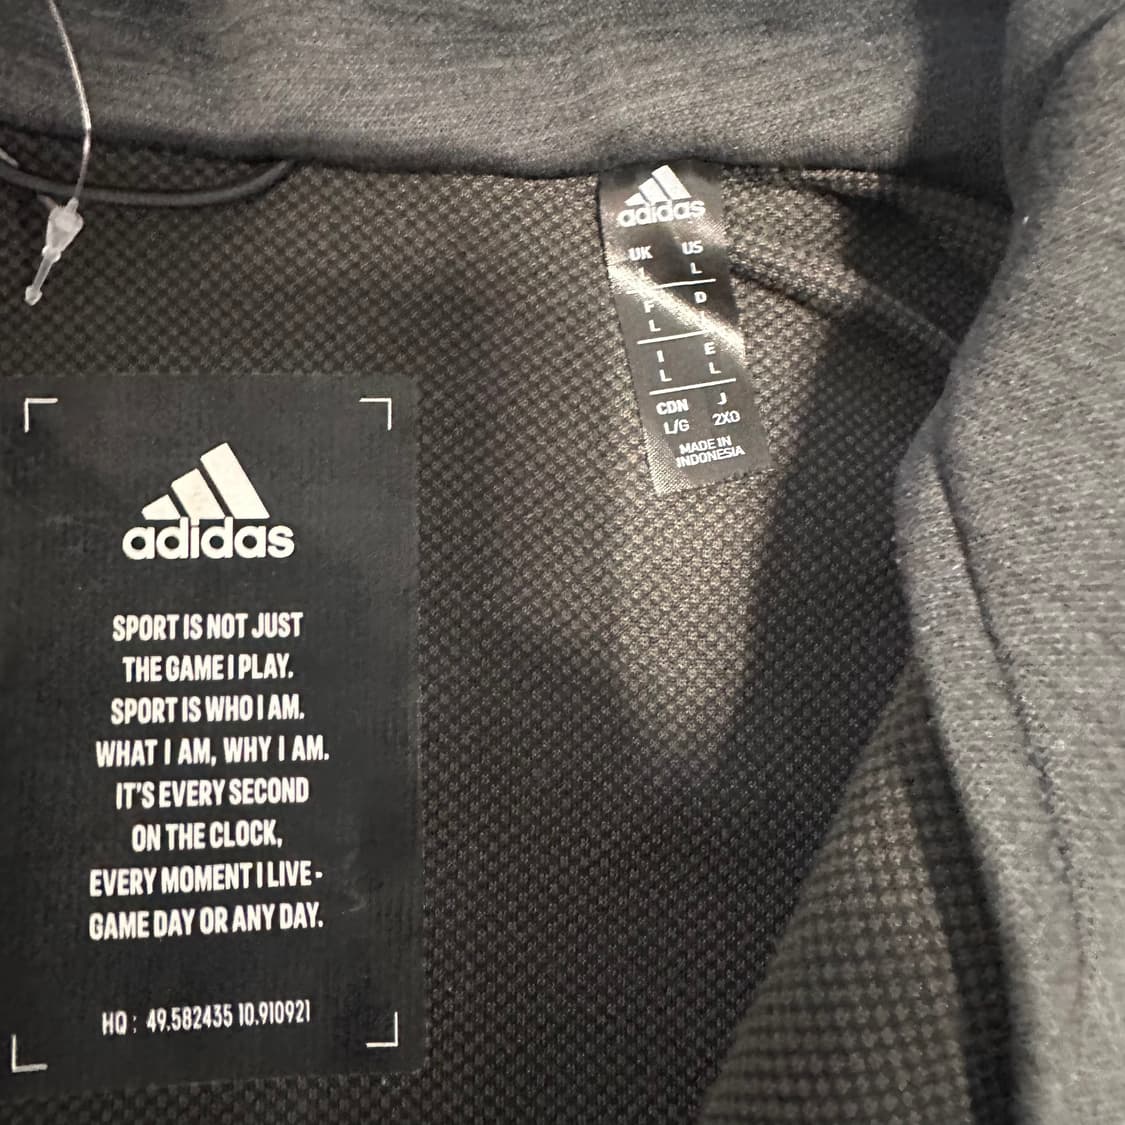 adidas
SPORT IS NOT JUST
THE GAME I PLAY.
SPORT IS WHO I AM.
WHAT I AM, WHY I AM.
IT'S EVERY SECOND
ON THE CLOCK,
EVERY MOMENT I LIVE-
GAME DAY OR ANY DAY.
HQ : 49.582435 10.910921
adidas
UK US
L L
F D
L
I E
L L
CDN J
L/G 2XO
MADE IN
INDONESIA